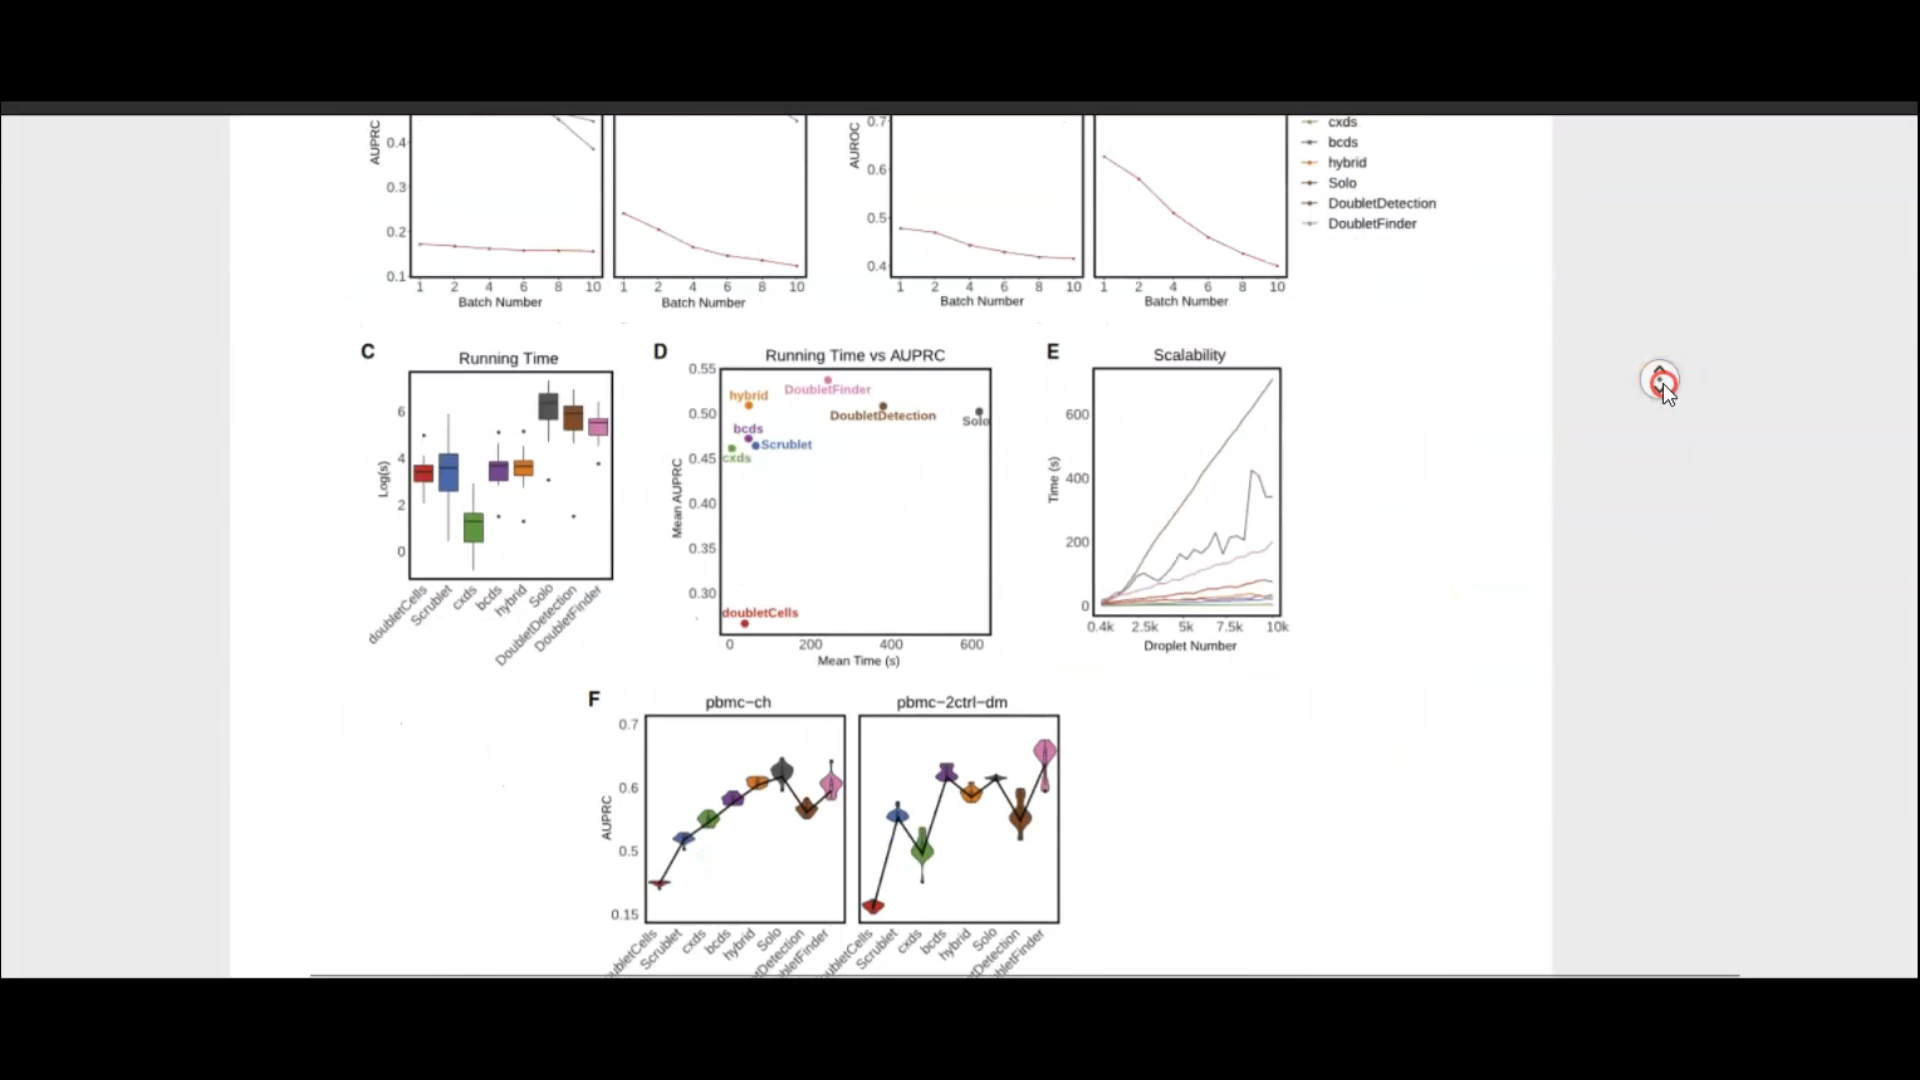 AUPRC
0.4
0.3
0.2
0.1
1 2 4 6 8 10
Batch Number
1 2 4 6 8 10
Batch Number
AUROC
0.7
0.6
0.5
0.4
1 2 4 6 8 10
Batch Number
1 2 4 6 8 10
Batch Number
cxds
bcds
hybrid
Solo
DoubletDetection
DoubletFinder
C
Running Time
Log(s)
6
4
2
0
doubletCells
Scrublet
cxds
bcds
hybrid
Solo
DoubletDetection
DoubletFinder
D
Running Time vs AUPRC
Mean AUPRC
0.55
0.50
0.45
0.40
0.35
0.30
hybrid
DoubletFinder
DoubletDetection
Solo
bcds
Scrublet
cxds
doubletCells
0 200 400 600
Mean Time (s)
E
Scalability
Time (s)
600
400
200
0
0.4k 2.5k 5k 7.5k 10k
Droplet Number
F
pbmc−ch
pbmc−2ctrl−dm
AUPRC
0.7
0.6
0.5
0.15
ubletCells
Scrublet
cxds
bcds
hybrid
Solo
tDetection
bletFinder
ubletCells
Scrublet
cxds
bcds
hybrid
Solo
tDetection
bletFinder